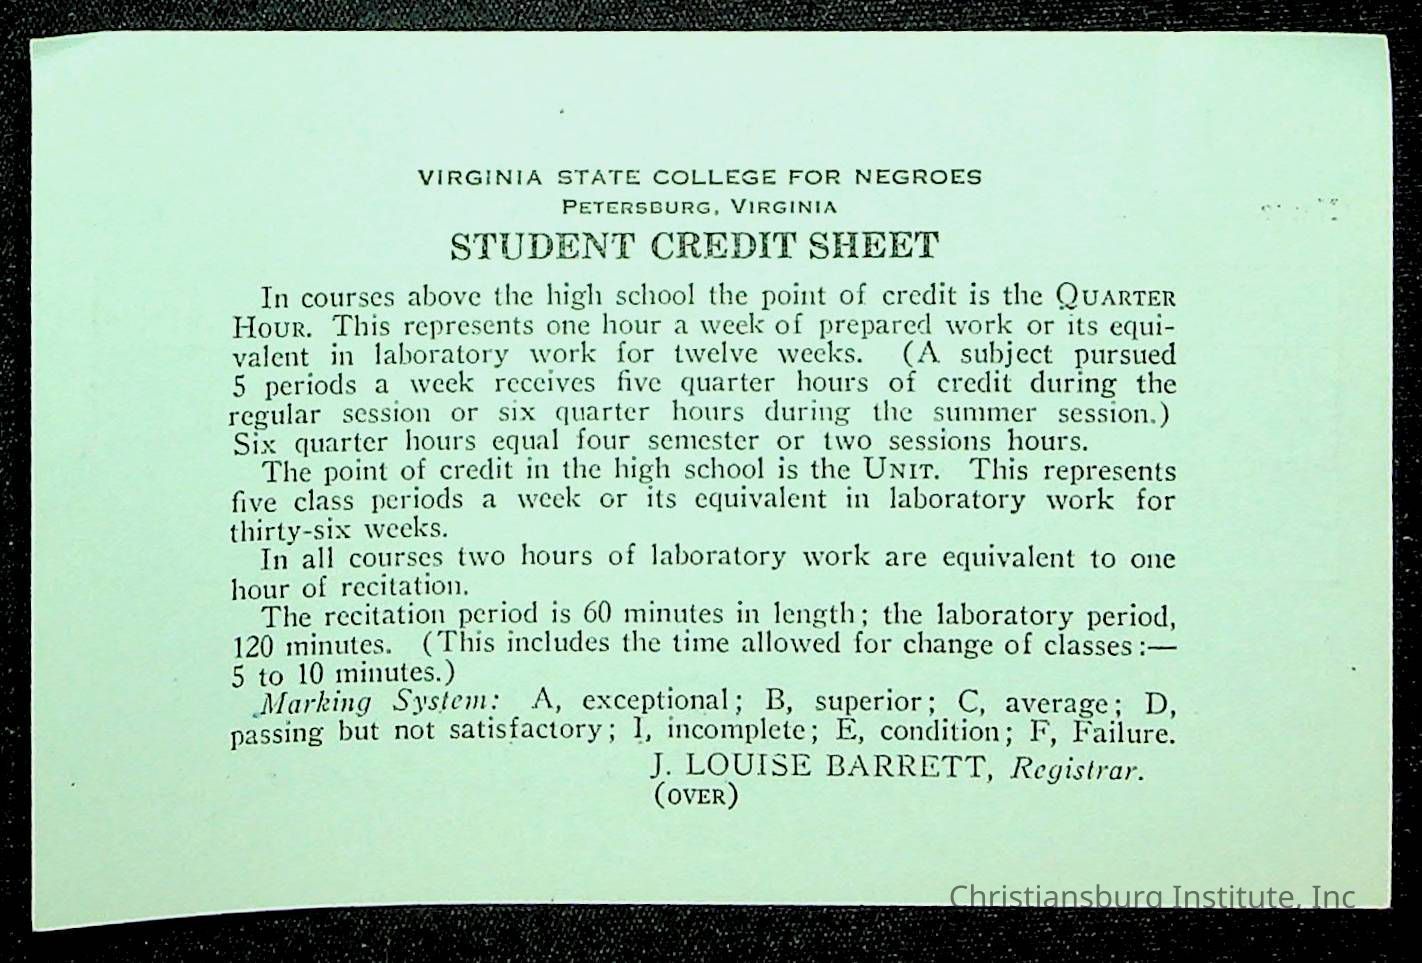 VIRGINIA STATE COLLEGE FOR NEGROES
PETERSBURG, VIRGINIA
STUDENT CREDIT SHEET
In courses above the high school the point of credit is the QUARTER
HOUR. This represents one hour a week of prepared work or its equi-
valent in laboratory work for twelve weeks. (A subject pursued
5 periods a week receives five quarter hours of credit during the
regular session or six quarter hours during the summer session.)
Six quarter hours equal four semester or two sessions hours.
The point of credit in the high school is the UNIT. This represents
five class periods a week or its equivalent in laboratory work for
thirty-six weeks.
In all courses two hours of laboratory work are equivalent to one
hour of recitation.
The recitation period is 60 minutes in length; the laboratory period,
120 minutes. (This includes the time allowed for change of classes:—
5 to 10 minutes.)
Marking System: A, exceptional; B, superior; C, average; D,
passing but not satisfactory; I, incomplete; E, condition; F, Failure.
J. LOUISE BARRETT, Registrar.
(OVER)
Christiansburg Institute, Inc